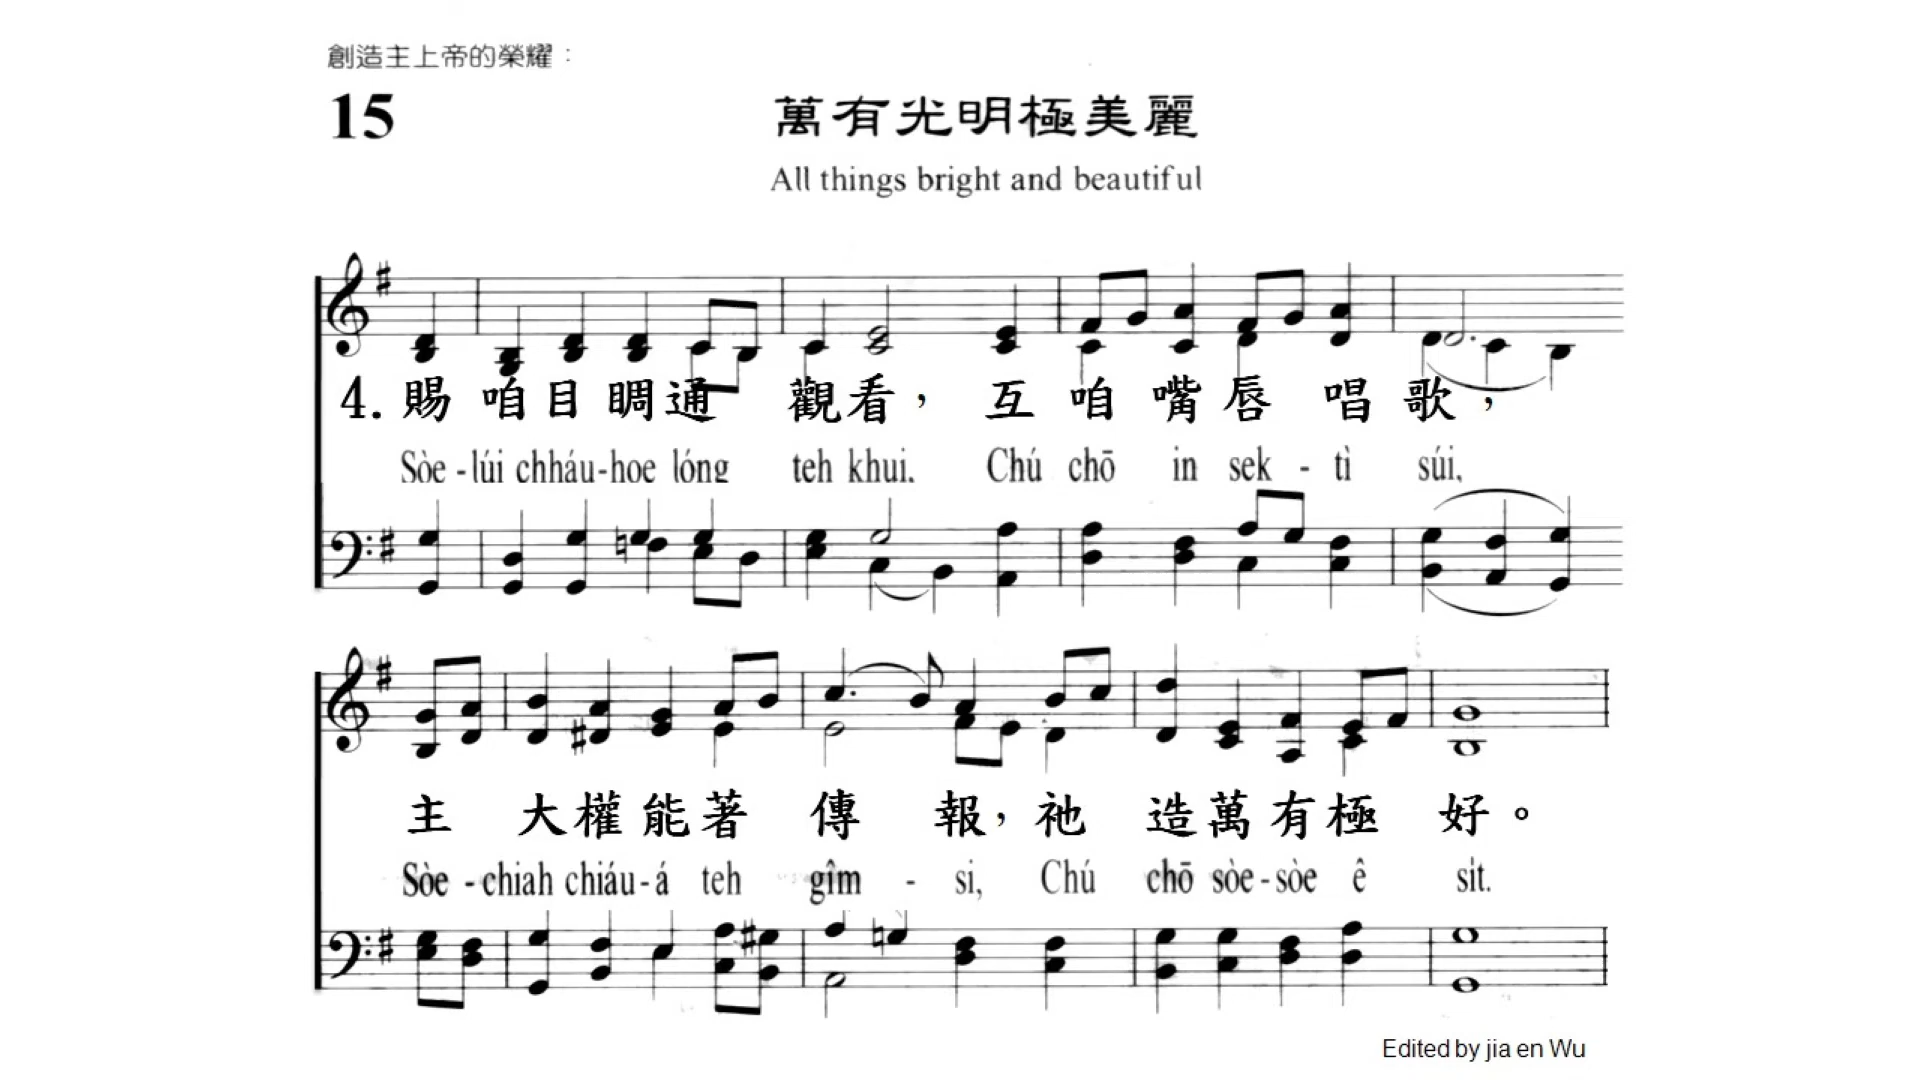 創造主上帝的榮耀：
15
萬有光明極美麗
All things bright and beautiful
4. 賜咱目睭通觀看，互咱嘴唇唱歌，
Sòe-lúi chháu-hoe lóng teh khui. Chú chō in sek-tì súi,
主大權能著傳報，祂造萬有極好。
Sòe-chiah chiáu-á teh gîm-si, Chú chō sòe-sòe ê si̍t.
Edited by jia en Wu